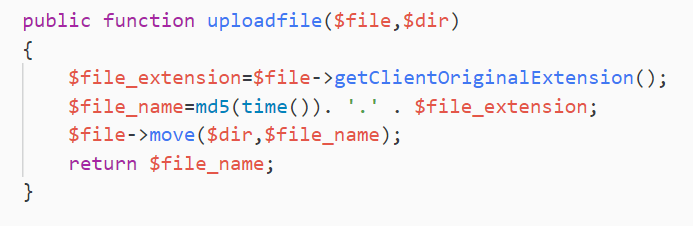 public function uploadfile($file,$dir)
{
    $file_extension=$file->getClientOriginalExtension();
    $file_name=md5(time()). '.' . $file_extension;
    $file->move($dir,$file_name);
    return $file_name;
}